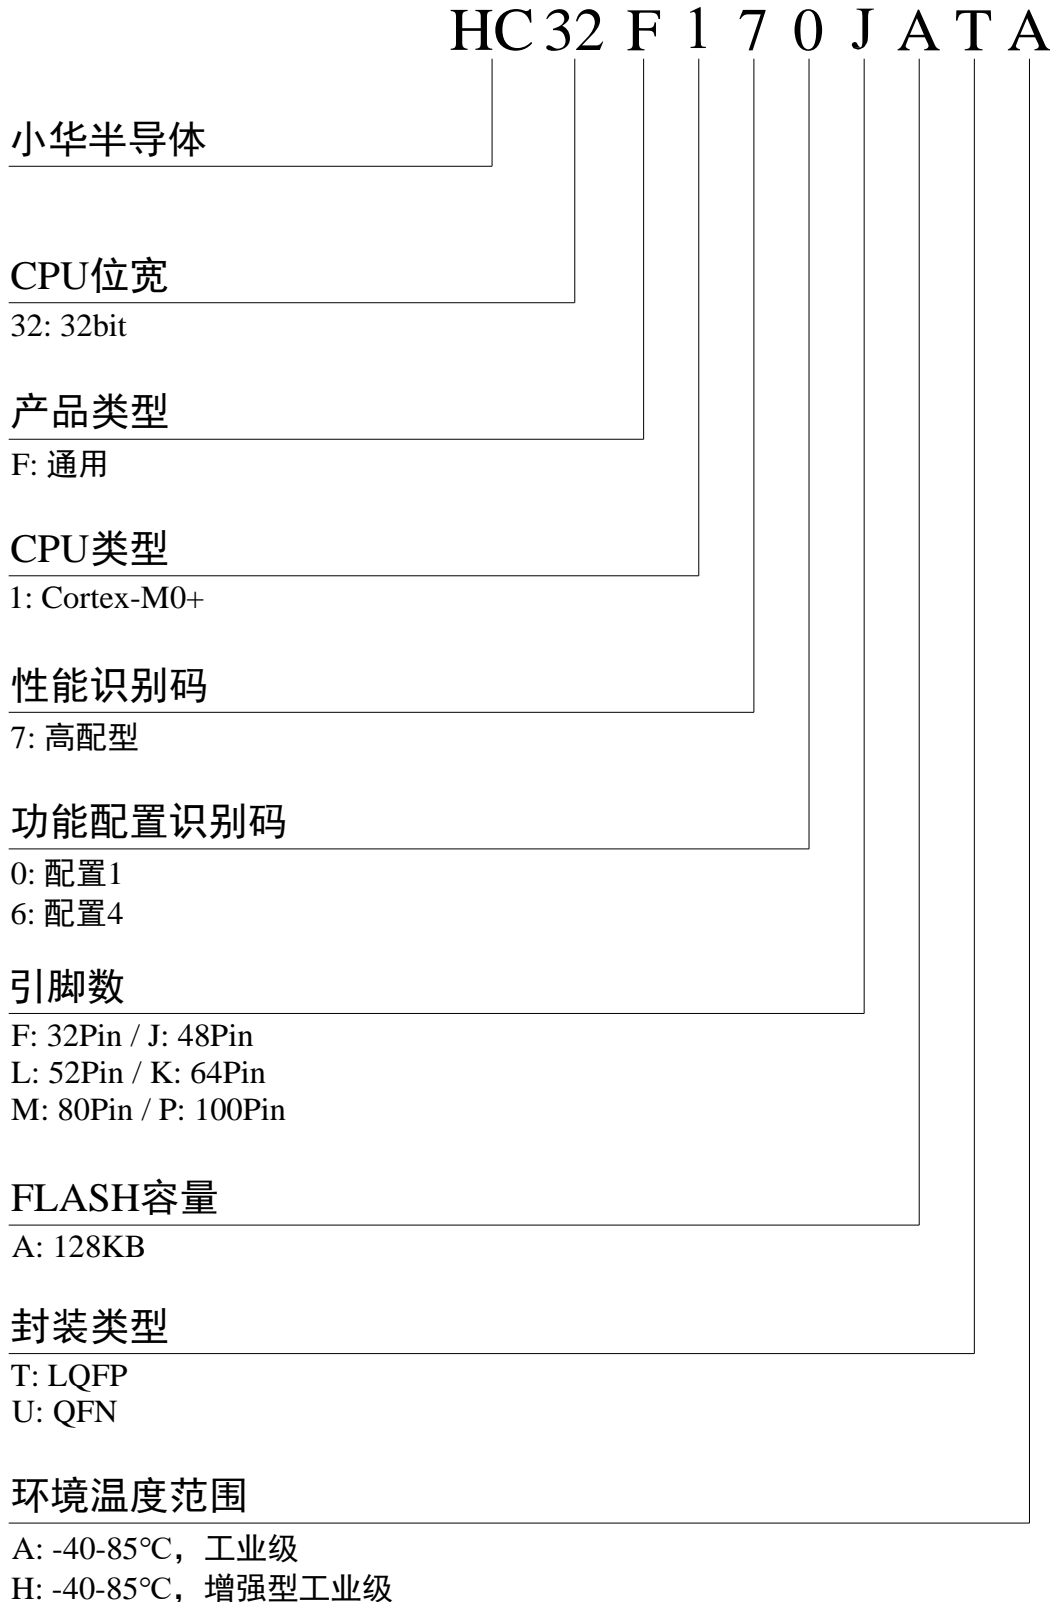 HC 32 F 1 7 0 J A T A
小华半导体
CPU位宽
32: 32bit
产品类型
F: 通用
CPU类型
1: Cortex-M0+
性能识别码
7: 高配型
功能配置识别码
0: 配置1
6: 配置4
引脚数
F: 32Pin / J: 48Pin
L: 52Pin / K: 64Pin
M: 80Pin / P: 100Pin
FLASH容量
A: 128KB
封装类型
T: LQFP
U: QFN
环境温度范围
A: -40-85℃，工业级
H: -40-85℃，增强型工业级